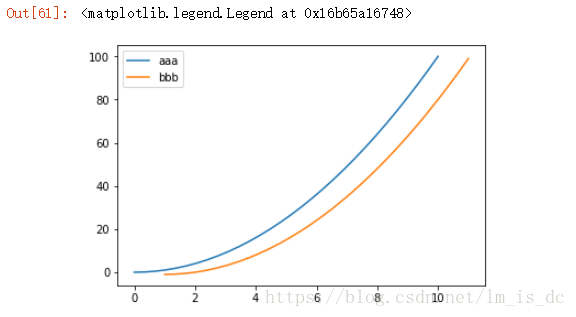 Out[61]: <matplotlib.legend.Legend at 0x16b65a16748>
100
aaa
bbb
80
60
40
20
0
0 2 4 6 8 10
https://blog.csdn.net/lm_is_dc